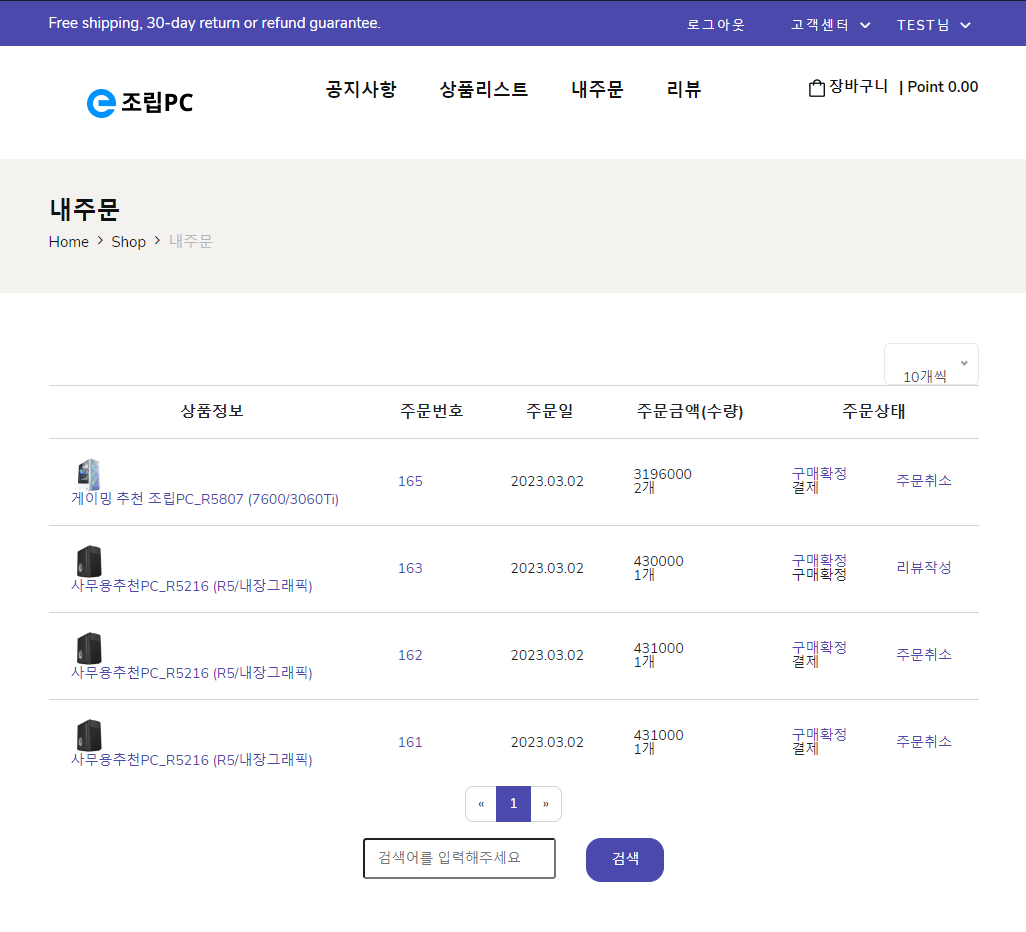 Free shipping, 30-day return or refund guarantee. 로그아웃 고객센터 TEST님
조립PC 공지사항 상품리스트 내주문 리뷰 장바구니 | Point 0.00
내주문
Home > Shop > 내주문
10개씩
상품정보 주문번호 주문일 주문금액(수량) 주문상태
게이밍 추천 조립PC_R5807 (7600/3060Ti) 165 2023.03.02 3196000 구매확정 주문취소
2개 결제
사무용추천PC_R5216 (R5/내장그래픽) 163 2023.03.02 430000 구매확정 리뷰작성
1개 구매확정
사무용추천PC_R5216 (R5/내장그래픽) 162 2023.03.02 431000 구매확정 주문취소
1개 결제
사무용추천PC_R5216 (R5/내장그래픽) 161 2023.03.02 431000 구매확정 주문취소
1개 결제
« 1 »
검색어를 입력해주세요 검색